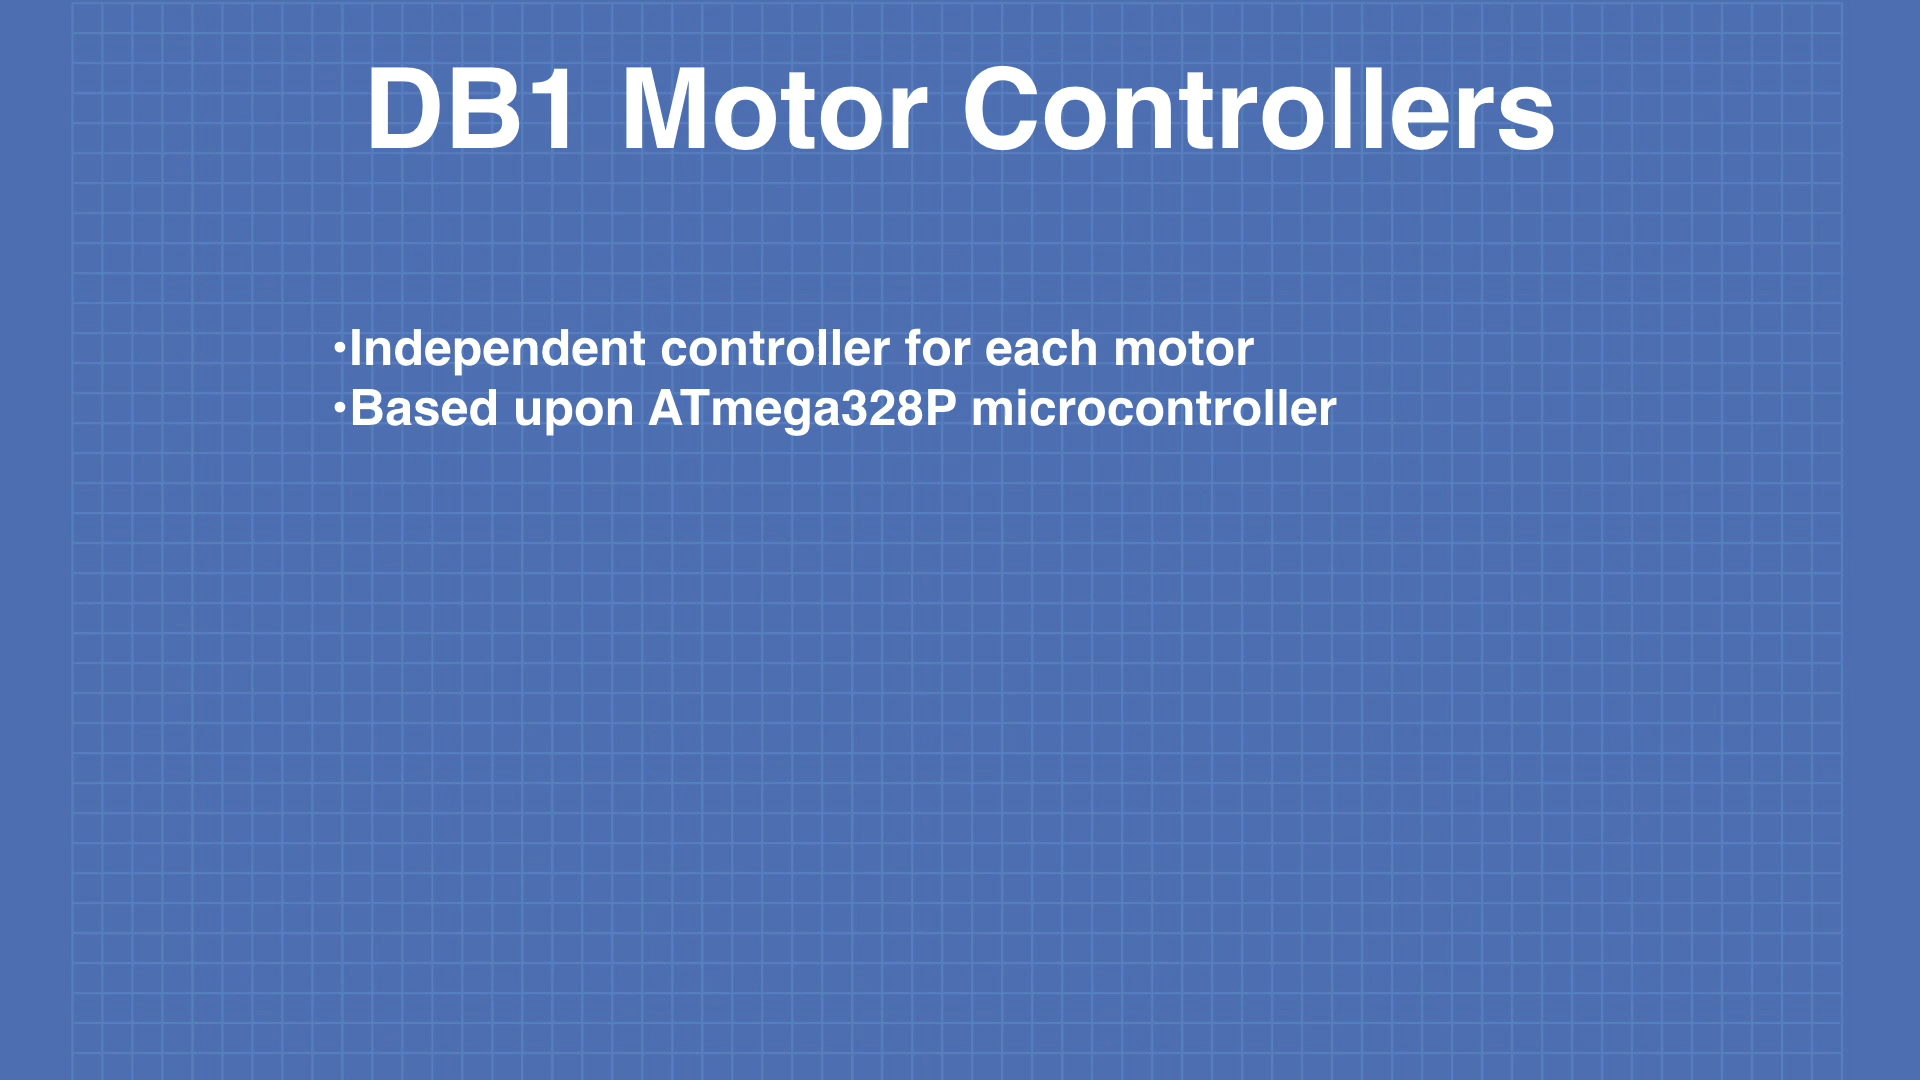 DB1 Motor Controllers
•Independent controller for each motor
•Based upon ATmega328P microcontroller